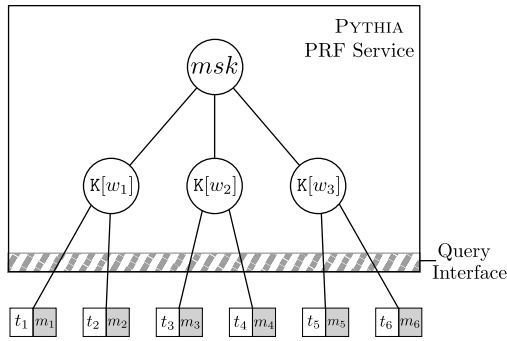 PYTHIA
PRF Service
msk
K[w₁] K[w₂] K[w₃]
Query
Interface
t₁ m₁ t₂ m₂ t₃ m₃ t₄ m₄ t₅ m₅ t₆ m₆